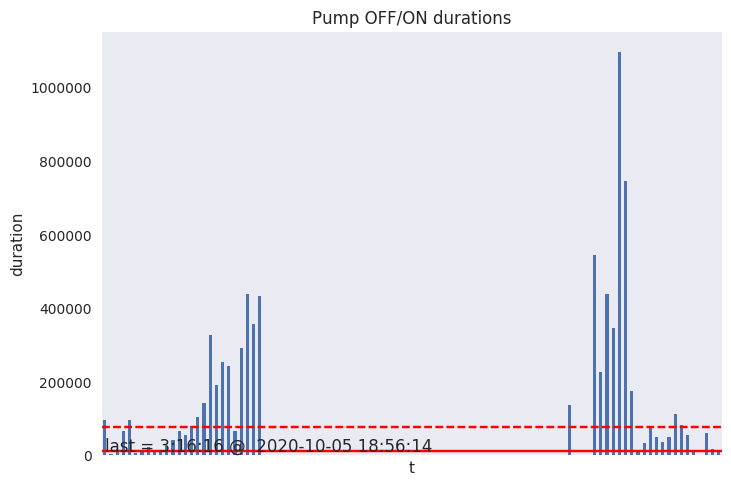 Pump OFF/ON durations
1000000
800000
600000
400000
200000
0
duration
last = 3:16:16 @ 2020-10-05 18:56:14
t